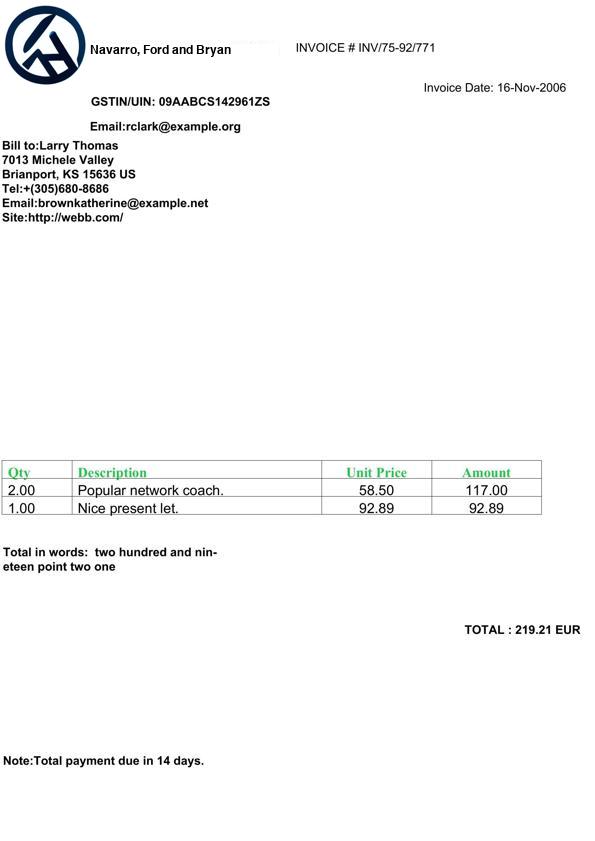 Navarro, Ford and Bryan
INVOICE # INV/75-92/771
Invoice Date: 16-Nov-2006
GSTIN/UIN: 09AABCS142961ZS
Email:rclark@example.org
Bill to:Larry Thomas
7013 Michele Valley
Brianport, KS 15636 US
Tel:+(305)680-8686
Email:brownkatherine@example.net
Site:http://webb.com/
Qty Description Unit Price Amount
2.00 Popular network coach. 58.50 117.00
1.00 Nice present let. 92.89 92.89
Total in words: two hundred and nin-
eteen point two one
TOTAL : 219.21 EUR
Note:Total payment due in 14 days.